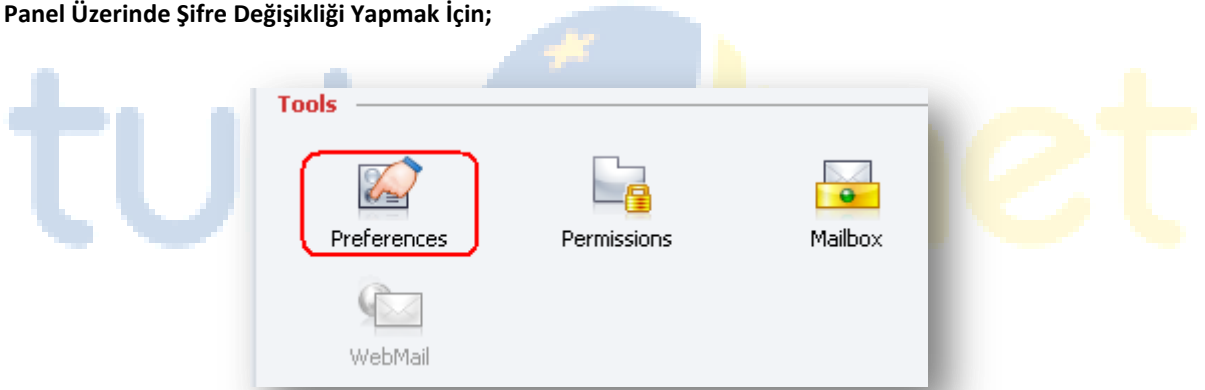 Panel Üzerinde Şifre Değişikliği Yapmak İçin;
Tools
Preferences
Permissions
Mailbox
WebMail